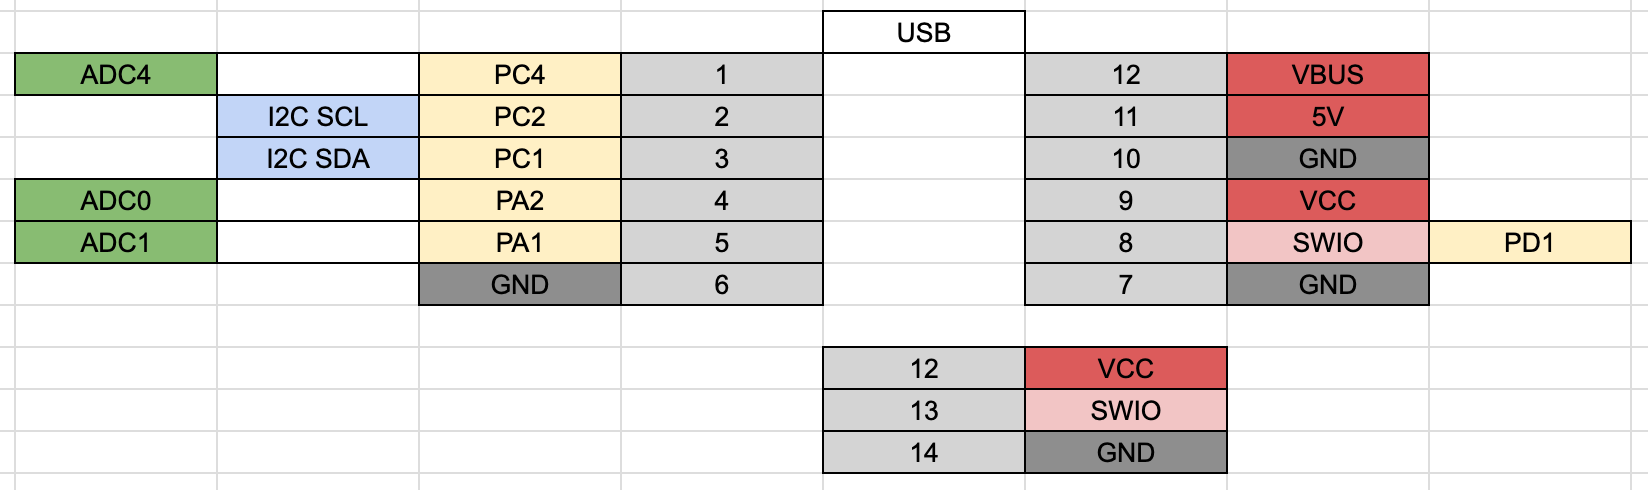 USB
ADC4 PC4 1 12 VBUS
I2C SCL PC2 2 11 5V
I2C SDA PC1 3 10 GND
ADC0 PA2 4 9 VCC
ADC1 PA1 5 8 SWIO PD1
GND 6 7 GND
12 VCC
13 SWIO
14 GND